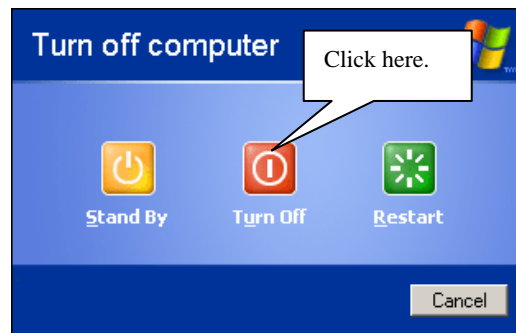 Turn off computer
Click here.
Stand By
Turn Off
Restart
Cancel